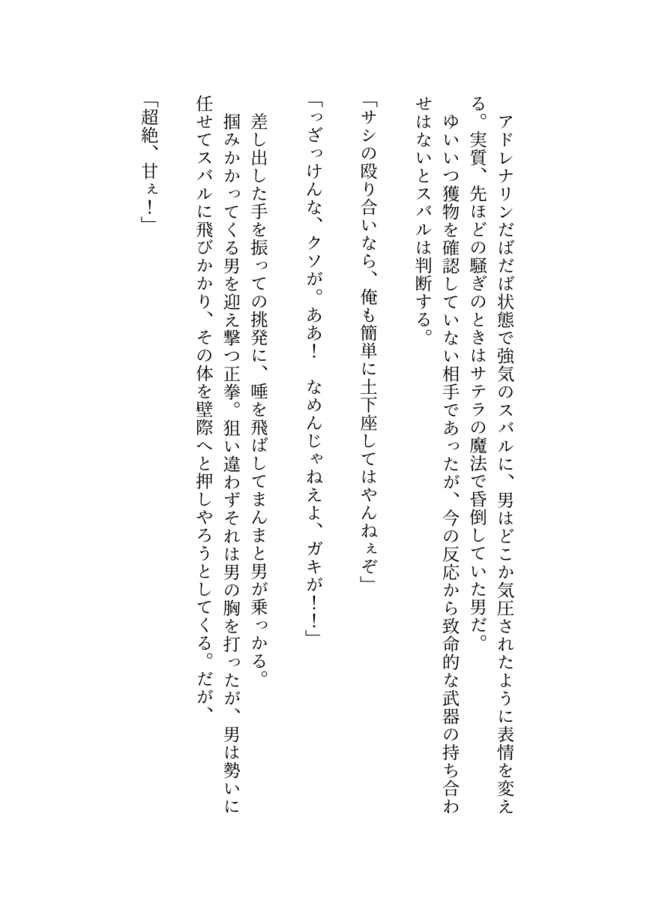 アドレナリンだばだば状態で強気のスバルに、男はどこか気圧されたように表情を変え
る。実質、先ほどの騒ぎのときはサテラの魔法で昏倒していた男だ。
　ゆいいつ獲物を確認していない相手であったが、今の反応から致命的な武器の持ち合わ
せはないとスバルは判断する。
「サシの殴り合いなら、俺も簡単に土下座してはやんねぇぞ」
「っざっけんな、クソが。ああ！　なめんじゃねえよ、ガキが！！」
　差し出した手を振っての挑発に、唾を飛ばしてまんまと男が乗っかる。
　掴みかかってくる男を迎え撃つ正拳。狙い違わずそれは男の胸を打ったが、男は勢いに
任せてスバルに飛びかかり、その体を壁際へと押しやろうとしてくる。だが、
「超絶、甘ぇ！」